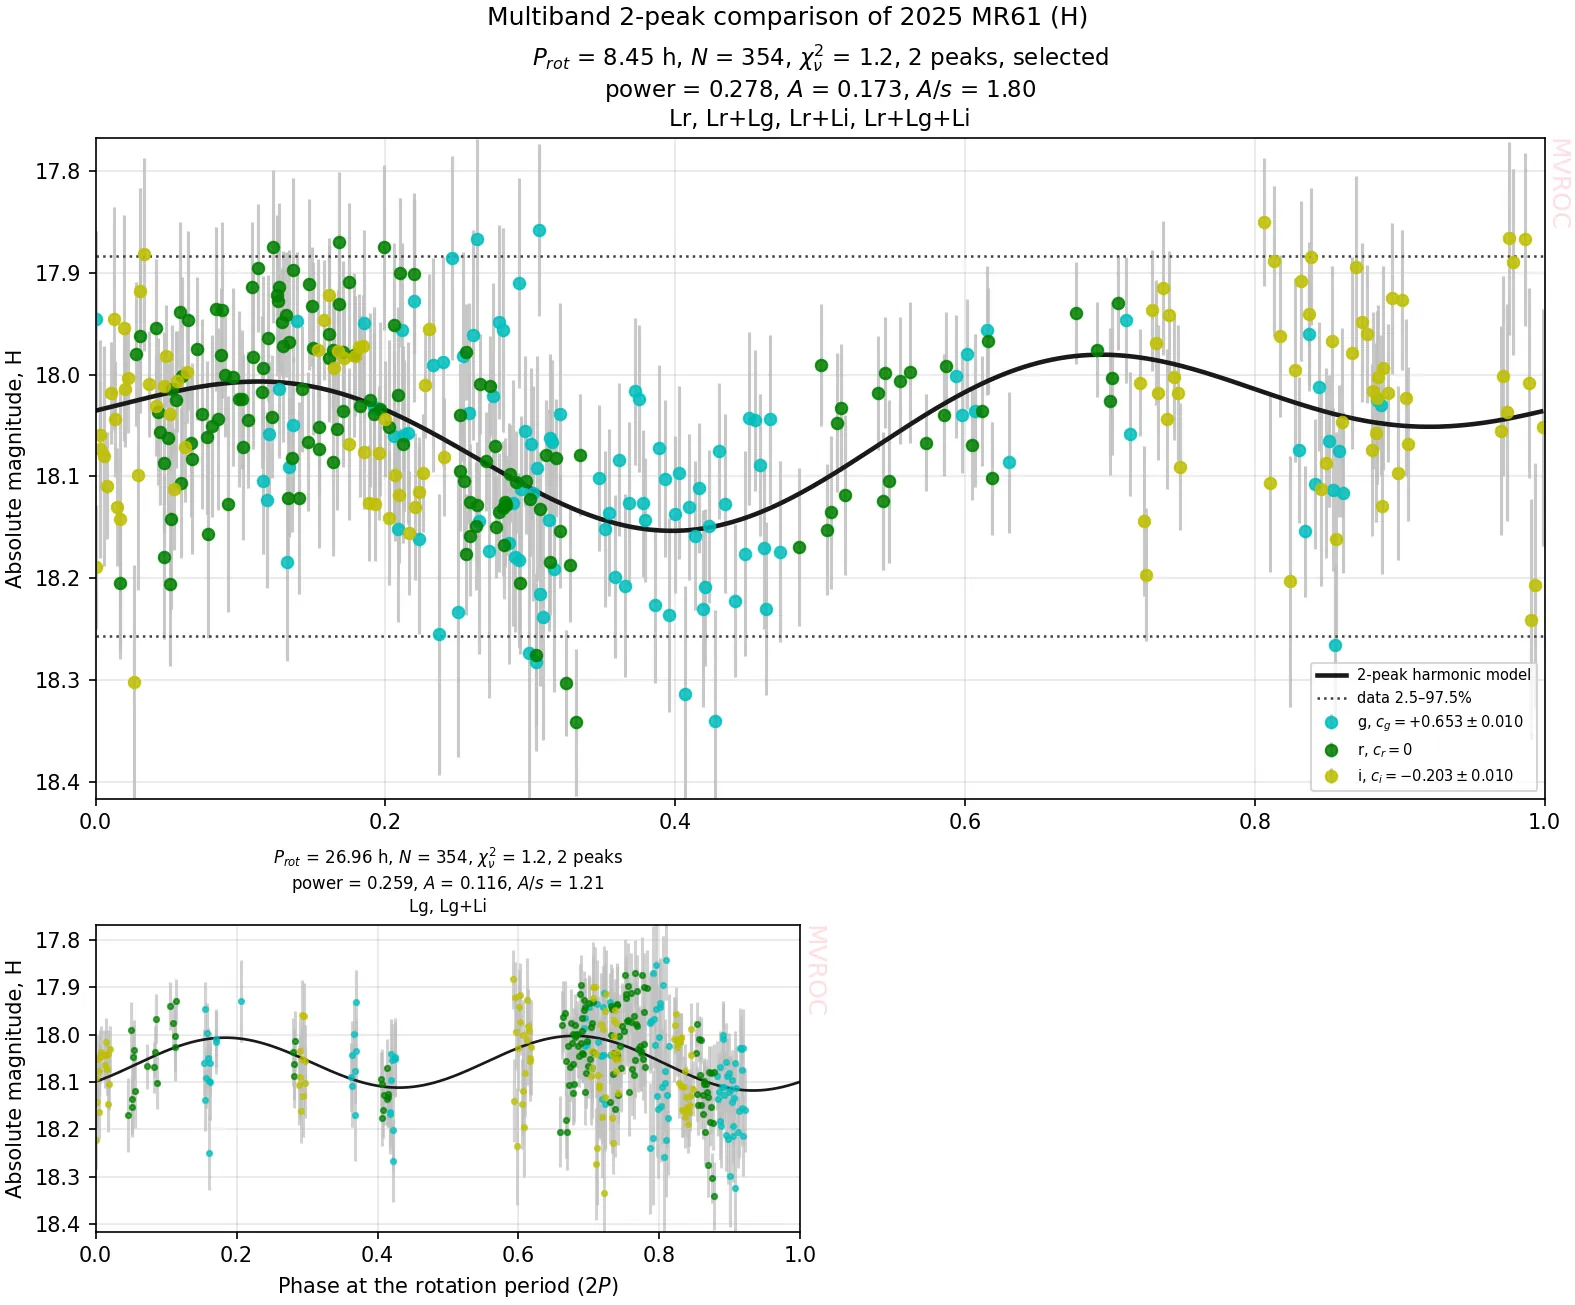 Multiband 2-peak comparison of 2025 MR61 (H)
P_rot = 8.45 h, N = 354, χ²_ν = 1.2, 2 peaks, selected
power = 0.278, A = 0.173, A/s = 1.80
Lr, Lr+Lg, Lr+Li, Lr+Lg+Li
MVROC
Absolute magnitude, H
17.8
17.9
18.0
18.1
18.2
18.3
18.4
2-peak harmonic model
data 2.5–97.5%
g, c_g = +0.653 ± 0.010
r, c_r = 0
i, c_i = −0.203 ± 0.010
0.0 0.2 0.4 0.6 0.8 1.0
P_rot = 26.96 h, N = 354, χ²_ν = 1.2, 2 peaks
power = 0.259, A = 0.116, A/s = 1.21
Lg, Lg+Li
MVROC
Absolute magnitude, H
17.8
17.9
18.0
18.1
18.2
18.3
18.4
0.0 0.2 0.4 0.6 0.8 1.0
Phase at the rotation period (2P)